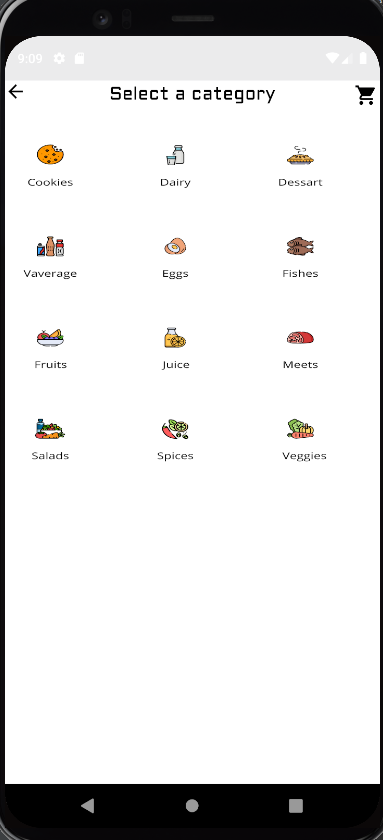 9:09
Select a category
Cookies Dairy Dessart
Vaverage Eggs Fishes
Fruits Juice Meets
Salads Spices Veggies